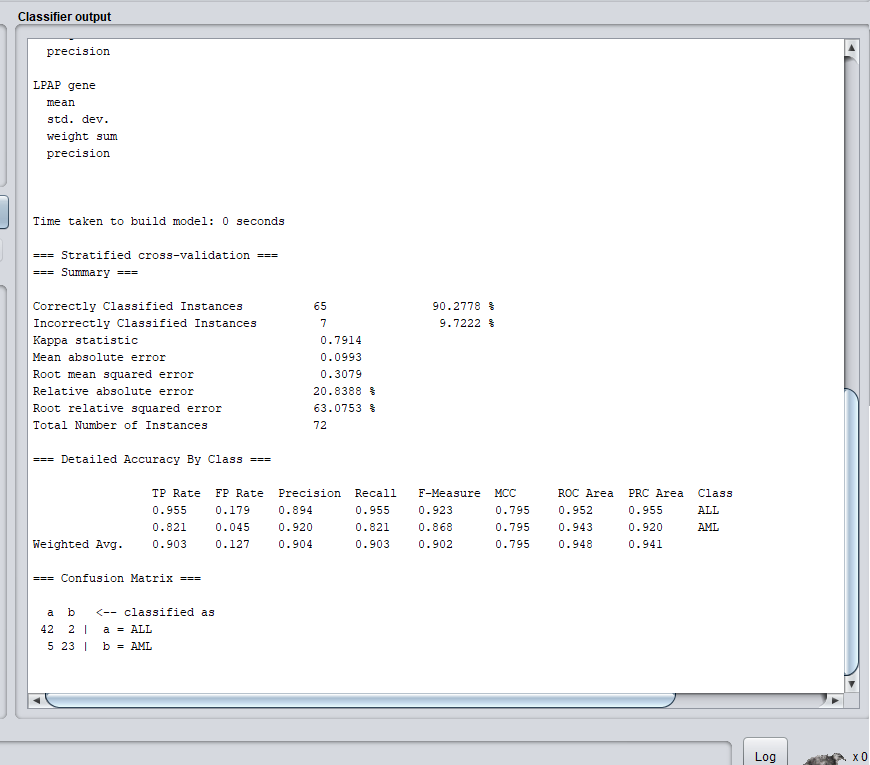 Classifier output
precision
LPAP gene
mean
std. dev.
weight sum
precision
Time taken to build model: 0 seconds
=== Stratified cross-validation ===
=== Summary ===
Correctly Classified Instances 65 90.2778 %
Incorrectly Classified Instances 7 9.7222 %
Kappa statistic 0.7914
Mean absolute error 0.0993
Root mean squared error 0.3079
Relative absolute error 20.8388 %
Root relative squared error 63.0753 %
Total Number of Instances 72
=== Detailed Accuracy By Class ===
TP Rate FP Rate Precision Recall F-Measure MCC ROC Area PRC Area Class
0.955 0.179 0.894 0.955 0.923 0.795 0.952 0.955 ALL
0.821 0.045 0.920 0.821 0.868 0.795 0.943 0.920 AML
Weighted Avg. 0.903 0.127 0.904 0.903 0.902 0.795 0.948 0.941
=== Confusion Matrix ===
a b <-- classified as
42 2 | a = ALL
5 23 | b = AML
Log x 0